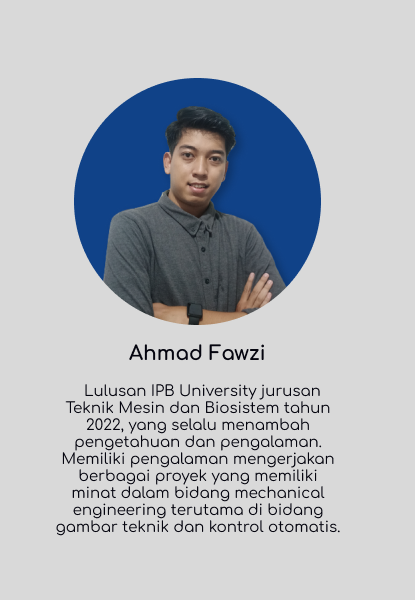 Ahmad Fawzi
Lulusan IPB University jurusan
Teknik Mesin dan Biosistem tahun
2022, yang selalu menambah
pengetahuan dan pengalaman.
Memiliki pengalaman mengerjakan
berbagai proyek yang memiliki
minat dalam bidang mechanical
engineering terutama di bidang
gambar teknik dan kontrol otomatis.